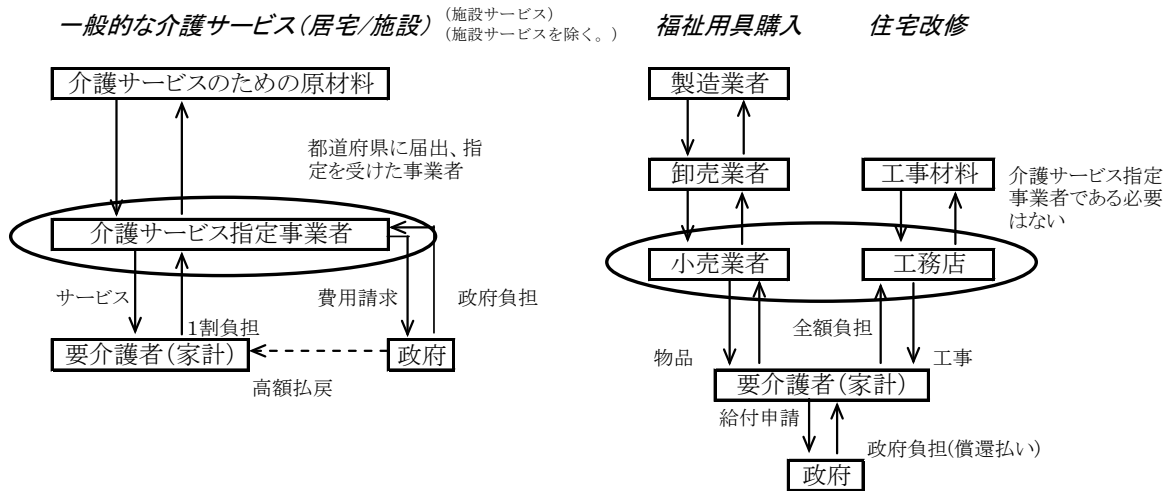 一般的な介護サービス(居宅/施設)
(施設サービス)
(施設サービスを除く。)
介護サービスのための原材料
都道府県に届出、指
定を受けた事業者
介護サービス指定事業者
サービス
1割負担
費用請求
政府負担
要介護者(家計)
政府
高額払戻
福祉用具購入
住宅改修
製造業者
卸売業者
工事材料
介護サービス指定
事業者である必要
はない
小売業者
工務店
全額負担
物品
工事
要介護者(家計)
給付申請
政府負担(償還払い)
政府